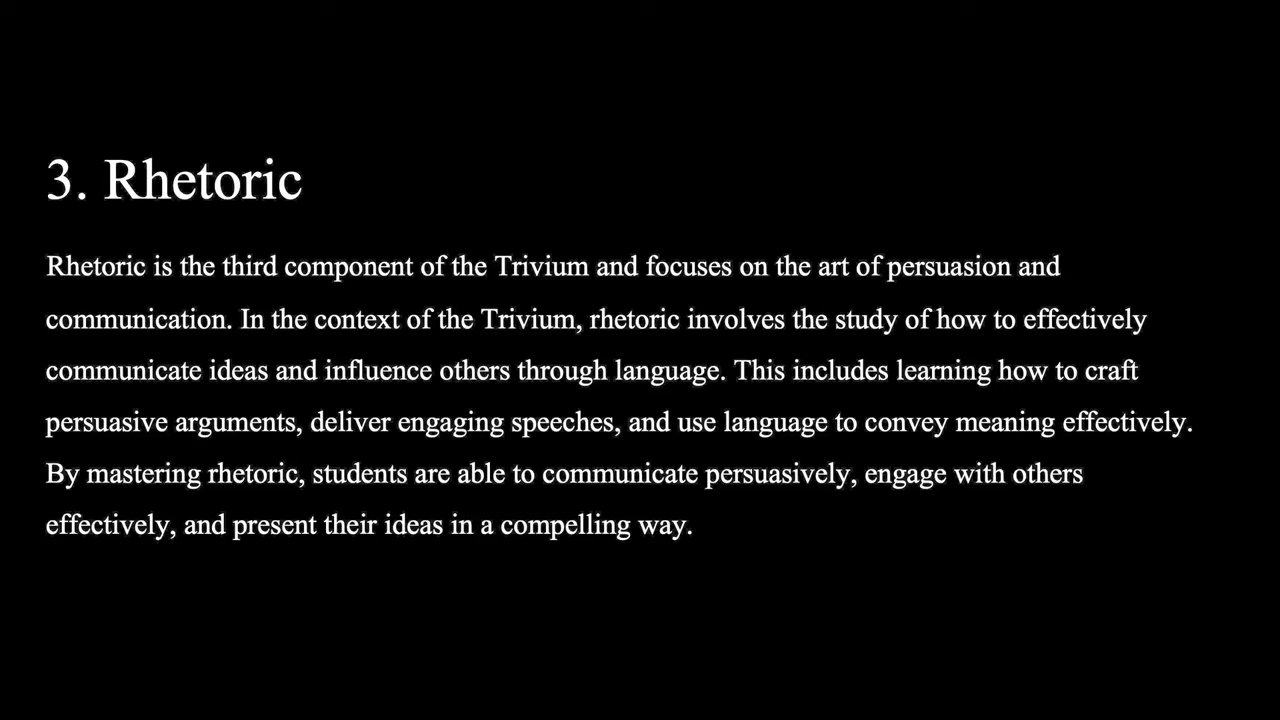 3. Rhetoric
Rhetoric is the third component of the Trivium and focuses on the art of persuasion and
communication. In the context of the Trivium, rhetoric involves the study of how to effectively
communicate ideas and influence others through language. This includes learning how to craft
persuasive arguments, deliver engaging speeches, and use language to convey meaning effectively.
By mastering rhetoric, students are able to communicate persuasively, engage with others
effectively, and present their ideas in a compelling way.